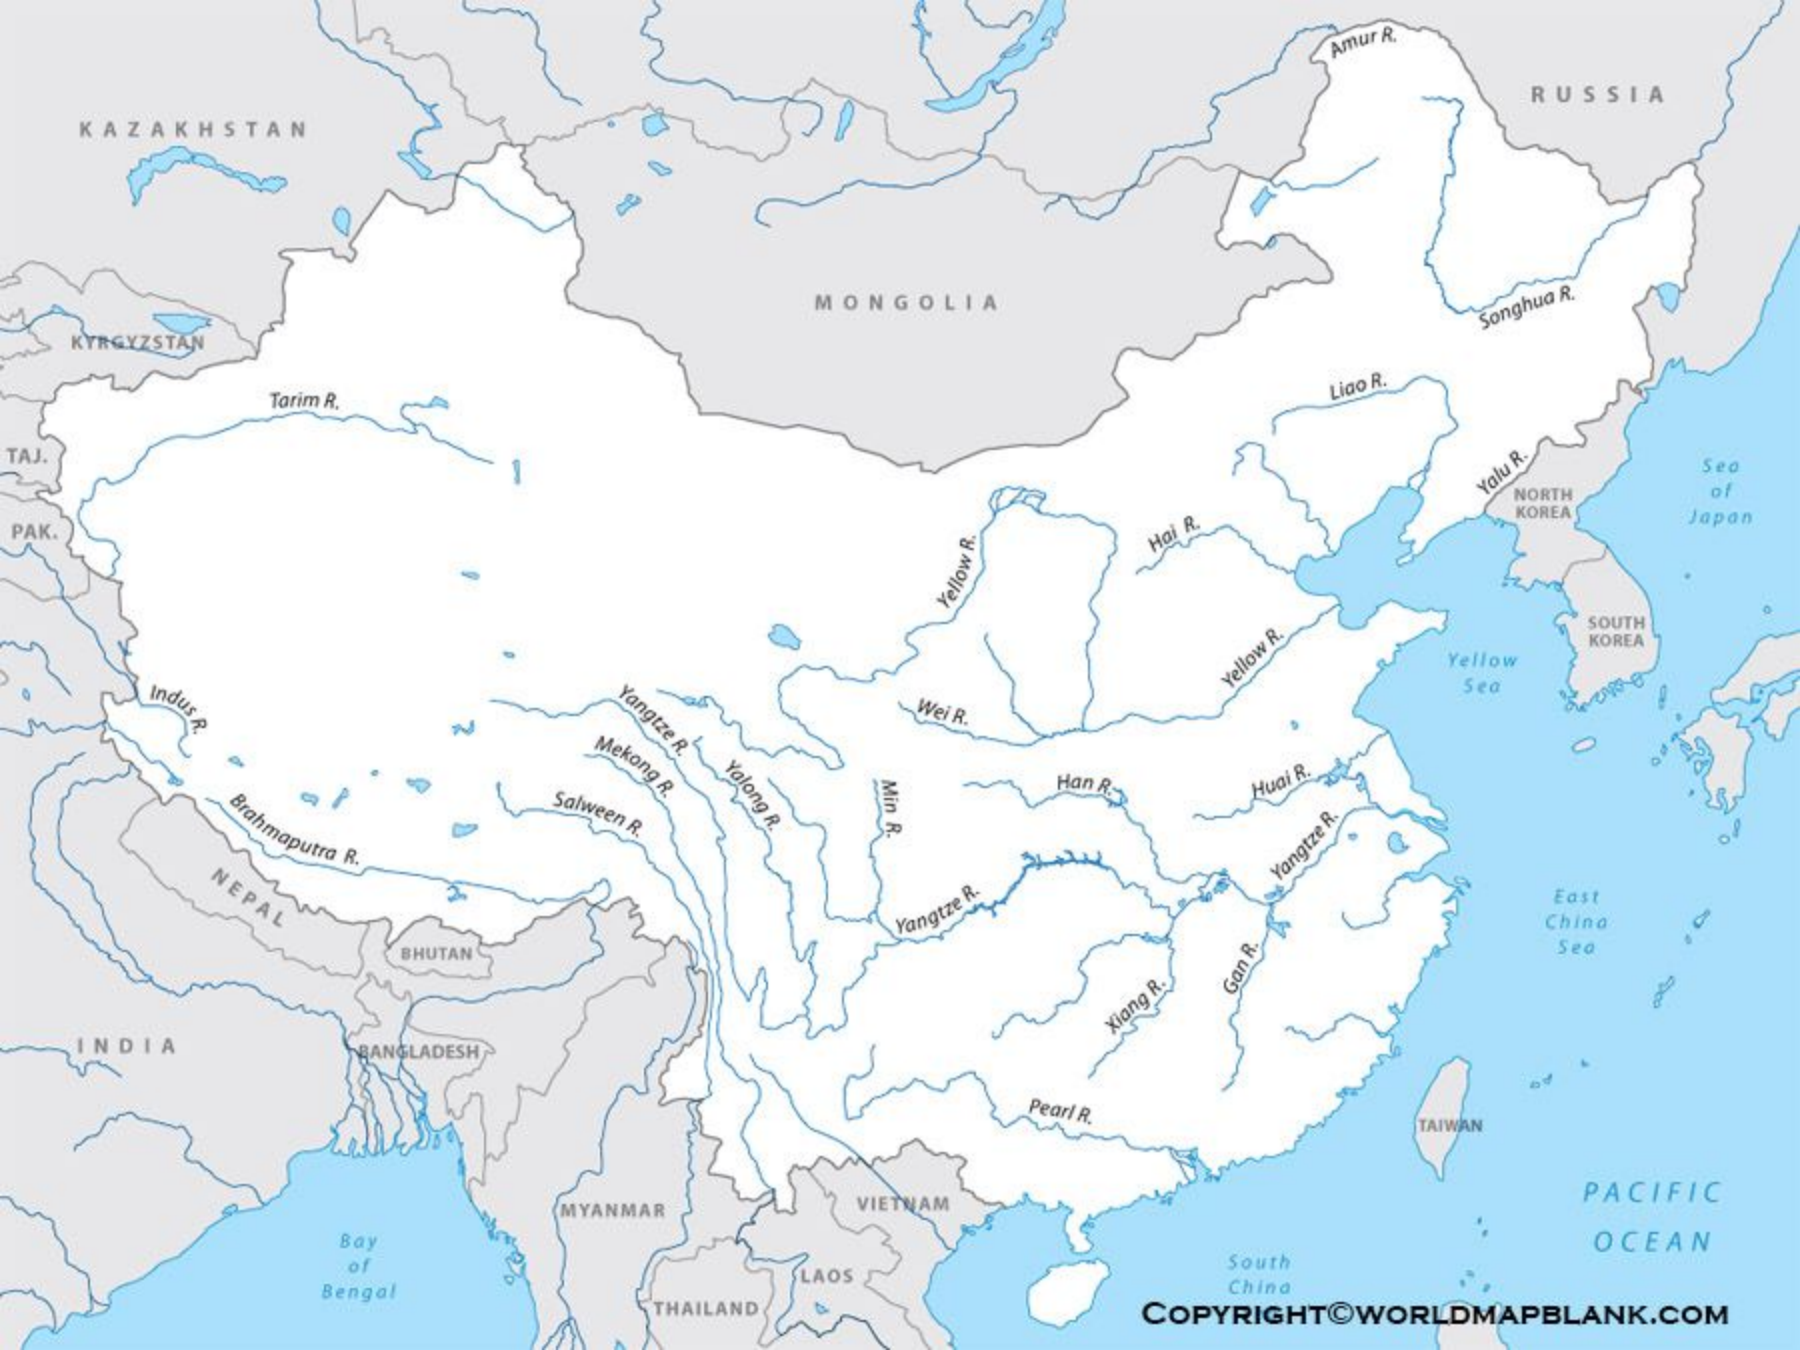 Amur R.
RUSSIA
KAZAKHSTAN
MONGOLIA
Songhua R.
KYRGYZSTAN
Liao R.
Tarim R.
TAJ.
Yalu R.
Sea
of
Japan
NORTH
KOREA
PAK.
Hai R.
Yellow R.
SOUTH
KOREA
Yellow R.
Yellow
Sea
Indus R.
Yangtze R.
Wei R.
Mekong R.
Yalong R.
Min R.
Han R.
Huai R.
Salween R.
Brahmaputra R.
Yangtze R.
NEPAL
Yangtze R.
East
China
Sea
BHUTAN
Gan R.
Xiang R.
INDIA
BANGLADESH
Pearl R.
TAIWAN
MYANMAR
VIETNAM
PACIFIC
OCEAN
Bay
of
Bengal
South
China
LAOS
THAILAND
COPYRIGHT©WORLDMAPBLANK.COM